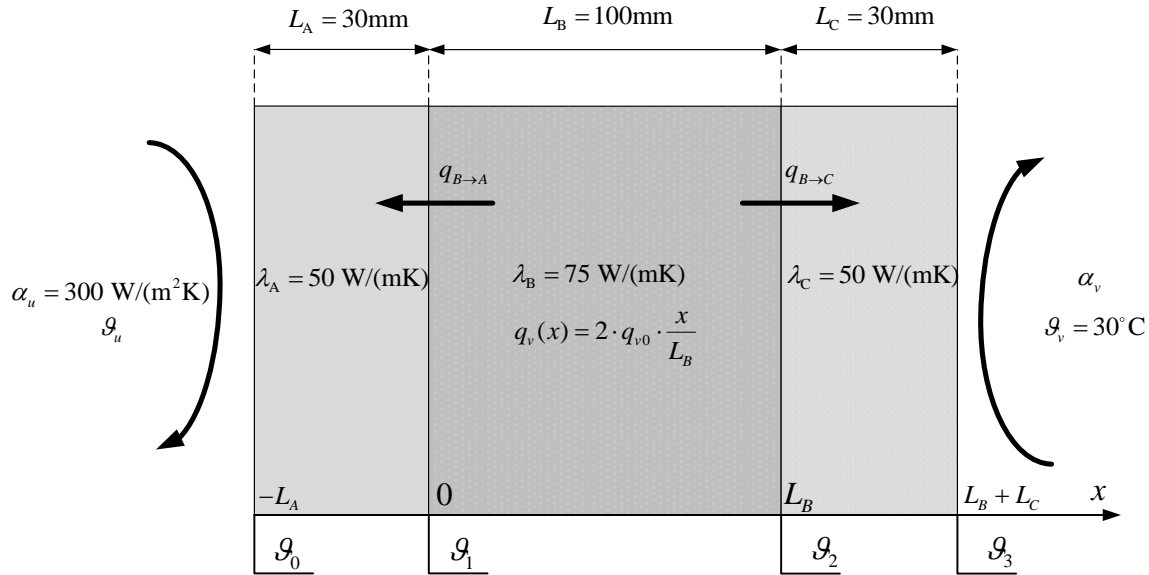 L_A = 30mm L_B = 100mm L_C = 30mm
q_{B→A} q_{B→C}
λ_A = 50 W/(mK) λ_B = 75 W/(mK) λ_C = 50 W/(mK)
α_u = 300 W/(m²K) α_v
ϑ_u q_v(x) = 2 · q_{v0} · x/L_B ϑ_v = 30°C
−L_A 0 L_B L_B + L_C x
ϑ_0 ϑ_1 ϑ_2 ϑ_3